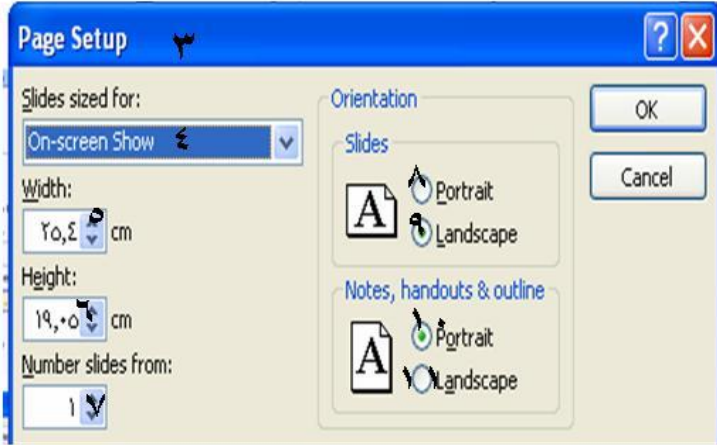 Page Setup ٣
Slides sized for:
On-screen Show ٤
Width:
٢٥,٤ ٥ cm
Height:
١٩,٠٥ ٦ cm
Number slides from:
١ ٧
Orientation
Slides
A
٨ Portrait
٩ Landscape
Notes, handouts & outline
A
١٠ Portrait
١١ Landscape
?
X
OK
Cancel